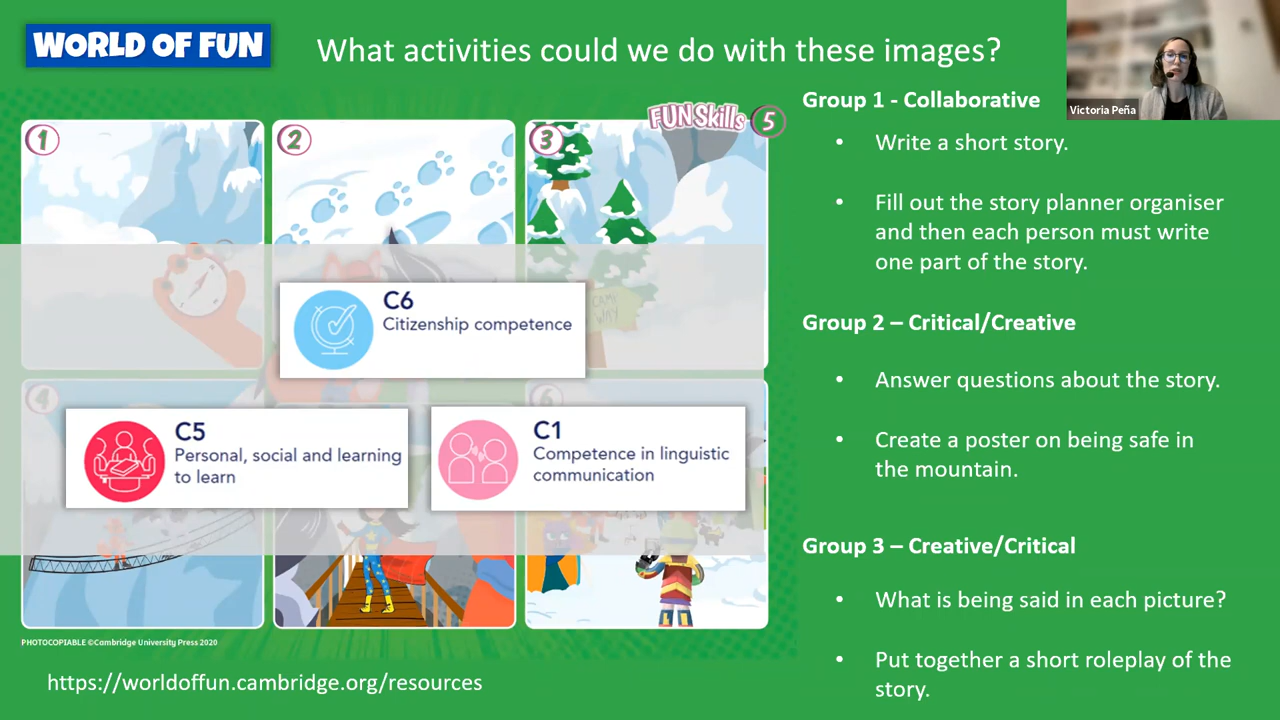 WORLD OF FUN
What activities could we do with these images?
Victoria Peña
FUN Skills 5
1
2
3
CAMP
WAY
4
6
C6
Citizenship competence
C5
Personal, social and learning
to learn
C1
Competence in linguistic
communication
PHOTOCOPIABLE ©Cambridge University Press 2020
https://worldoffun.cambridge.org/resources
Group 1 - Collaborative
• Write a short story.
• Fill out the story planner organiser
and then each person must write
one part of the story.
Group 2 – Critical/Creative
• Answer questions about the story.
• Create a poster on being safe in
the mountain.
Group 3 – Creative/Critical
• What is being said in each picture?
• Put together a short roleplay of the
story.